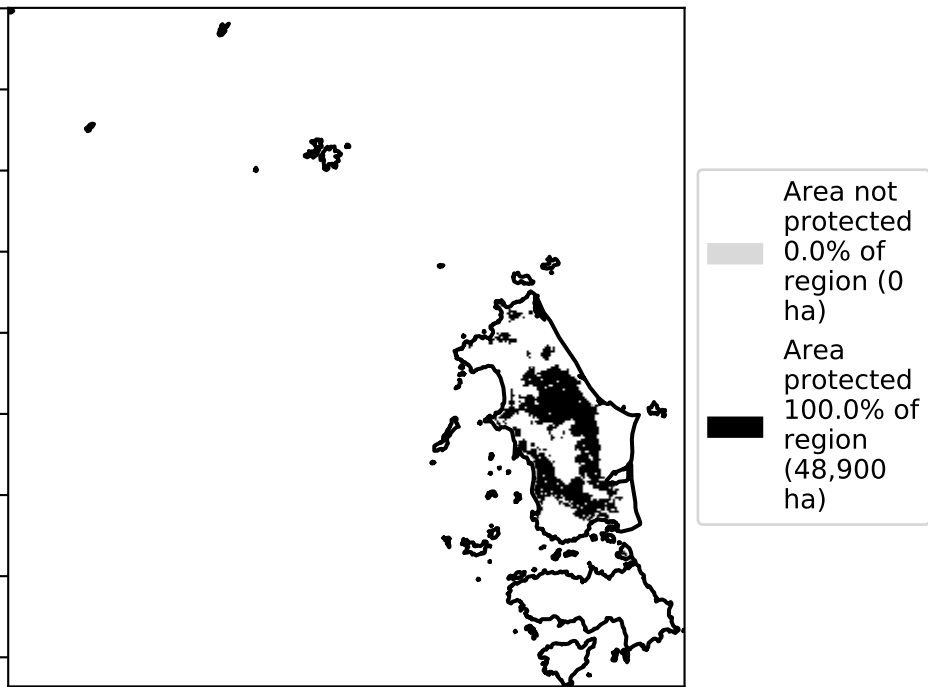 Area not
protected
0.0% of
region (0
ha)
Area
protected
100.0% of
region
(48,900
ha)